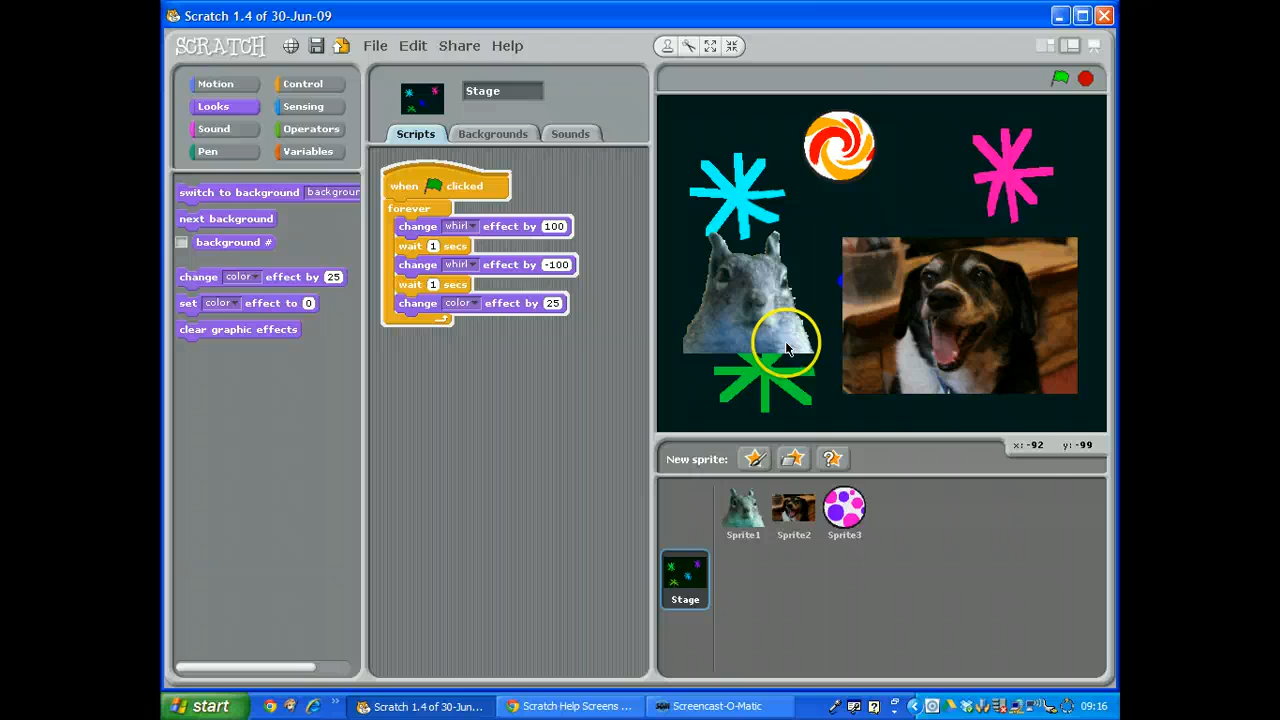 Scratch 1.4 of 30-Jun-09
SCRATCH File Edit Share Help
Motion Control
Looks Sensing
Sound Operators
Pen Variables
switch to background backgroun
next background
background #
change color effect by 25
set color effect to 0
clear graphic effects
Stage
Scripts Backgrounds Sounds
when clicked
forever
change whirl effect by 100
wait 1 secs
change whirl effect by -100
wait 1 secs
change color effect by 25
x: -92 y: -99
New sprite:
Sprite1 Sprite2 Sprite3
Stage
start Scratch 1.4 of 30-Jun... Scratch Help Screens ... Screencast-O-Matic 09:16